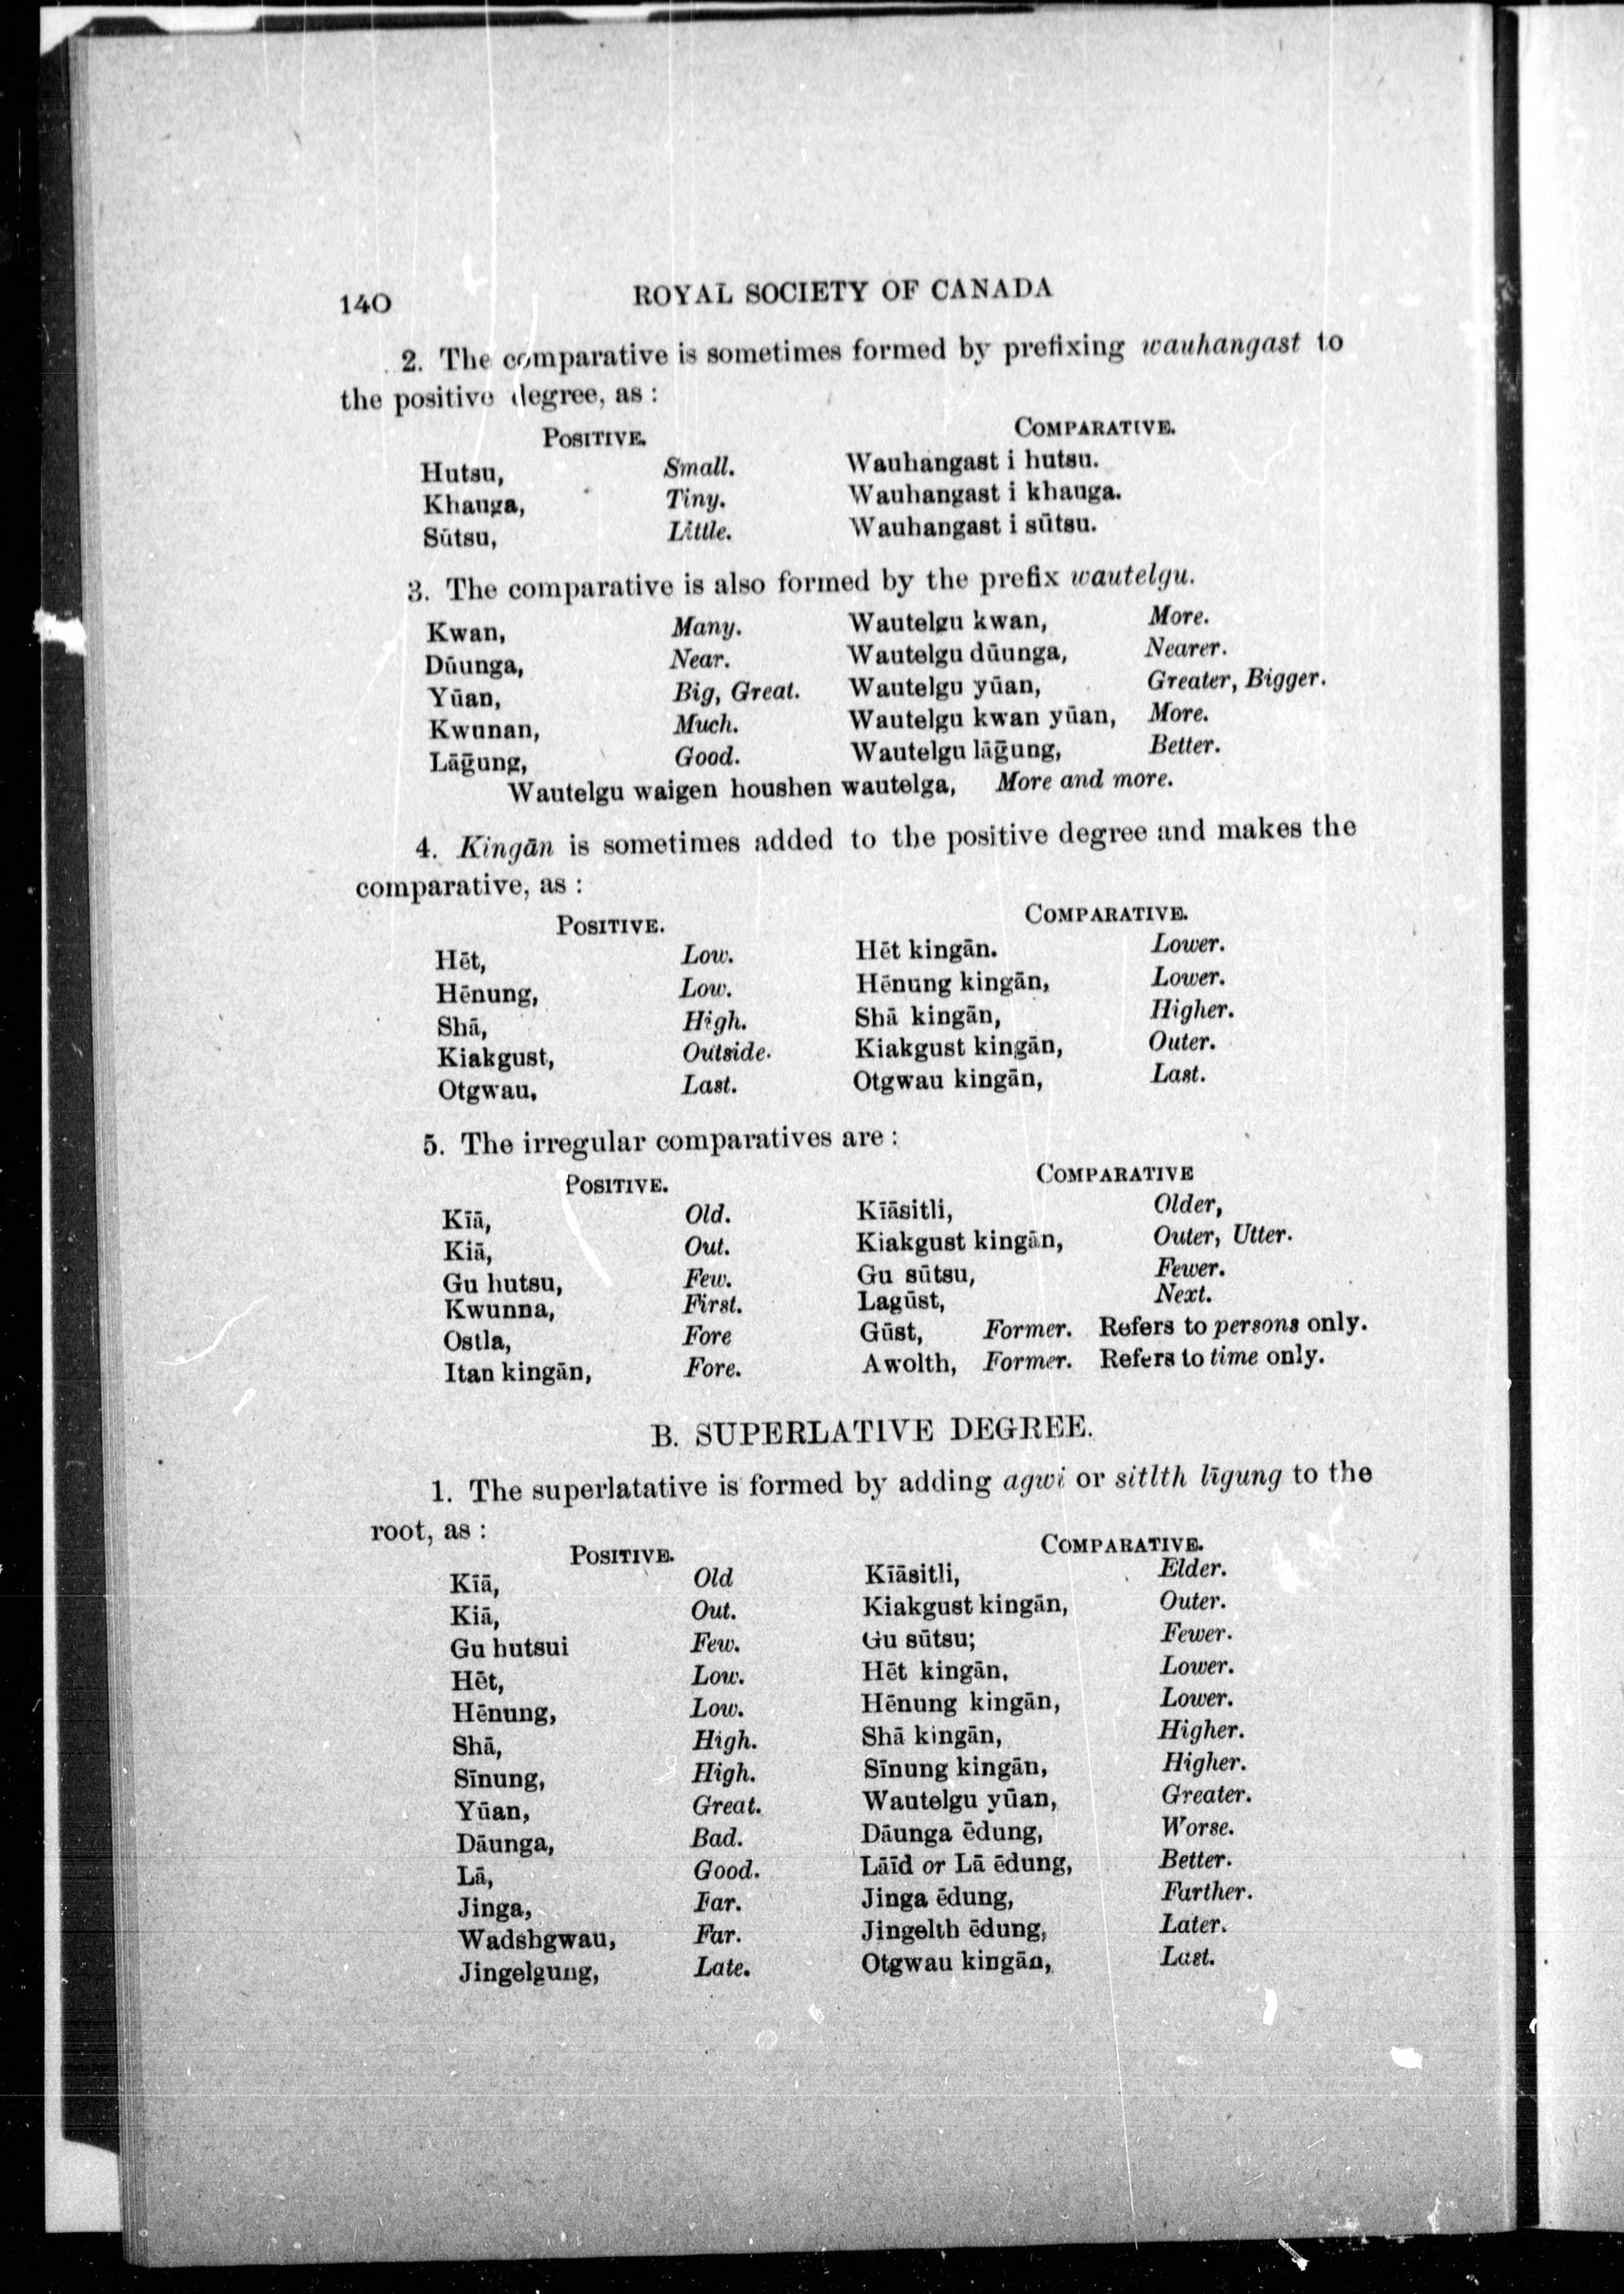 140 ROYAL SOCIETY OF CANADA
2. The comparative is sometimes formed by prefixing wauhangast to
the positive degree, as :
POSITIVE. COMPARATIVE.
Hutsu, Small. Wauhangast i hutsu.
Khauga, Tiny. Wauhangast i khauga.
Sūtsu, Little. Wauhangast i sūtsu.
3. The comparative is also formed by the prefix wautelgu.
Kwan, Many. Wautelgu kwan, More.
Dūunga, Near. Wautelgu dūunga, Nearer.
Yūan, Big, Great. Wautelgu yūan, Greater, Bigger.
Kwunan, Much. Wautelgu kwan yūan, More.
Lāḡung, Good. Wautelgu lāḡung, Better.
Wautelgu waigen houshen wautelga, More and more.
4. Kingān is sometimes added to the positive degree and makes the
comparative, as :
POSITIVE. COMPARATIVE.
Hēt, Low. Hēt kingān. Lower.
Hēnung, Low. Hēnung kingān, Lower.
Shā, High. Shā kingān, Higher.
Kiakgust, Outside. Kiakgust kingān, Outer.
Otgwau, Last. Otgwau kingān, Last.
5. The irregular comparatives are :
POSITIVE. COMPARATIVE
Kīā, Old. Kīāsitli, Older,
Kiā, Out. Kiakgust kingān, Outer, Utter.
Gu hutsu, Few. Gu sūtsu, Fewer.
Kwunna, First. Lagūst, Next.
Ostla, Fore Gūst, Former. Refers to persons only.
Itan kingān, Fore. Awolth, Former. Refers to time only.
B. SUPERLATIVE DEGREE.
1. The superlatative is formed by adding agwi or sitlth līgung to the
root, as :
POSITIVE. COMPARATIVE.
Kīā, Old Kīāsitli, Elder.
Kiā, Out. Kiakgust kingān, Outer.
Gu hutsui Few. Gu sūtsu; Fewer.
Hēt, Low. Hēt kingān, Lower.
Hēnung, Low. Hēnung kingān, Lower.
Shā, High. Shā kingān, Higher.
Sīnung, High. Sīnung kingān, Higher.
Yūan, Great. Wautelgu yūan, Greater.
Dāunga, Bad. Dāunga ēdung, Worse.
Lā, Good. Lāīd or Lā ēdung, Better.
Jinga, Far. Jinga ēdung, Farther.
Wadshgwau, Far. Jingelth ēdung, Later.
Jingelgung, Late. Otgwau kingān, Last.